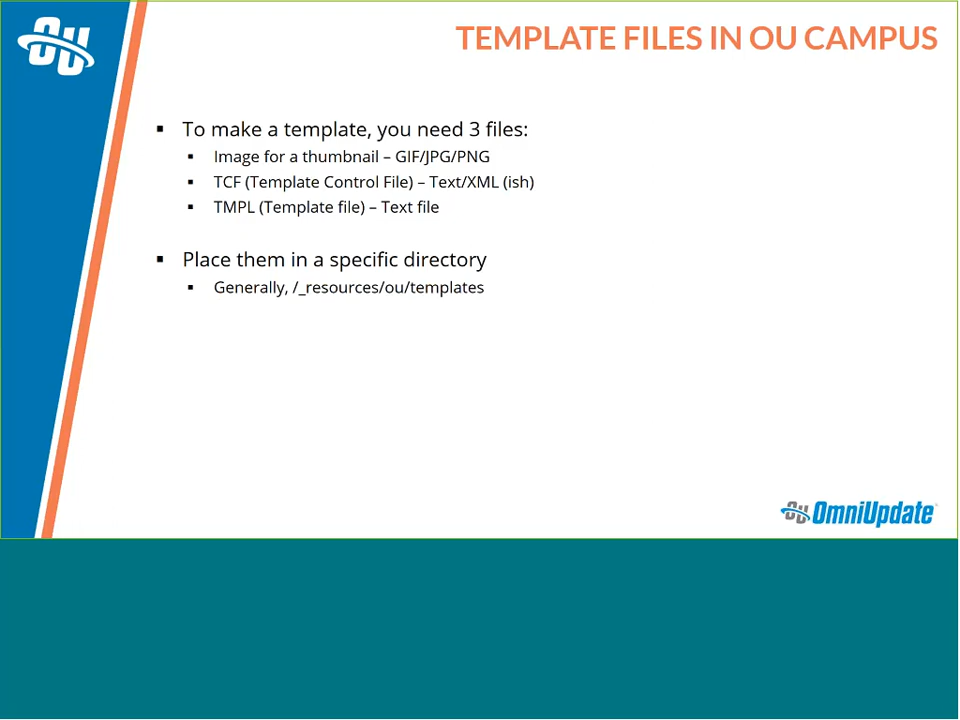 OU
TEMPLATE FILES IN OU CAMPUS
▪ To make a template, you need 3 files:
▪ Image for a thumbnail – GIF/JPG/PNG
▪ TCF (Template Control File) – Text/XML (ish)
▪ TMPL (Template file) – Text file
▪ Place them in a specific directory
▪ Generally, /_resources/ou/templates
OU OmniUpdate